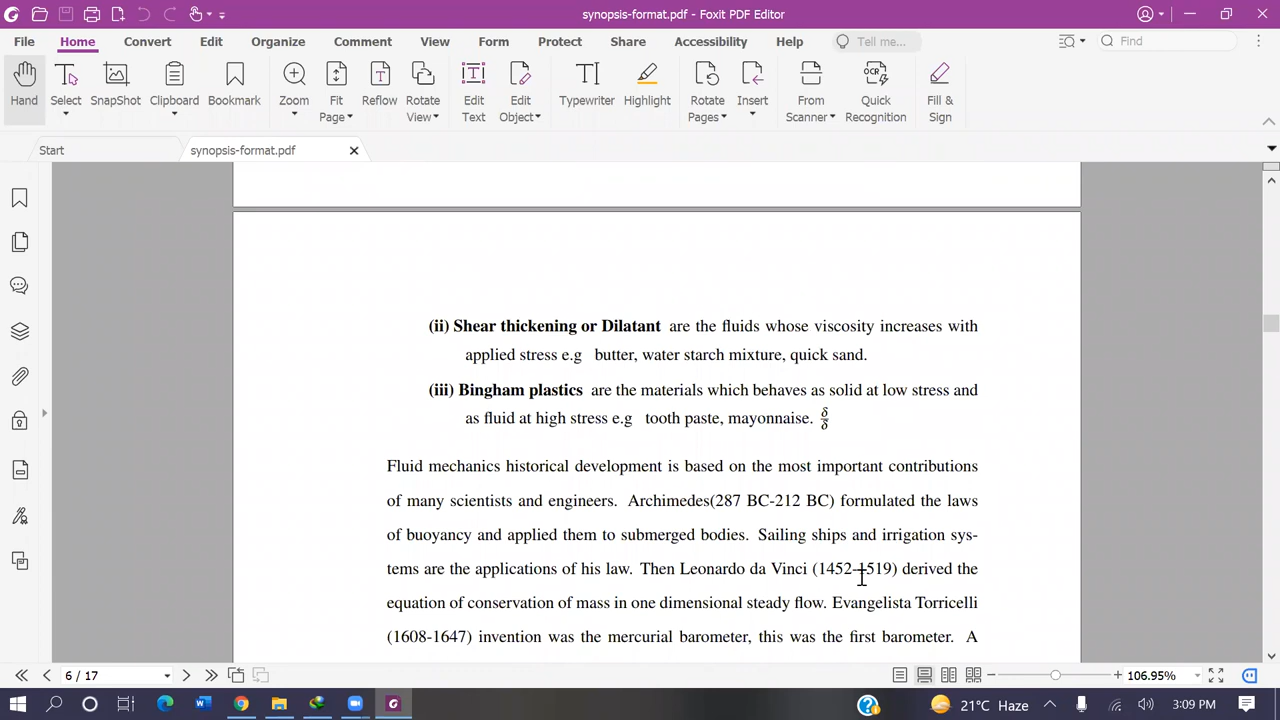 synopsis-format.pdf - Foxit PDF Editor
File Home Convert Edit Organize Comment View Form Protect Share Accessibility Help Tell me... Find
Hand Select SnapShot Clipboard Bookmark Zoom Fit Page Reflow Rotate View Edit Text Edit Object Typewriter Highlight Rotate Pages Insert From Scanner OCR Quick Recognition Fill & Sign
Start synopsis-format.pdf
(ii) Shear thickening or Dilatant are the fluids whose viscosity increases with
applied stress e.g butter, water starch mixture, quick sand.
(iii) Bingham plastics are the materials which behaves as solid at low stress and
as fluid at high stress e.g tooth paste, mayonnaise. δ/δ
Fluid mechanics historical development is based on the most important contributions
of many scientists and engineers. Archimedes(287 BC-212 BC) formulated the laws
of buoyancy and applied them to submerged bodies. Sailing ships and irrigation sys-
tems are the applications of his law. Then Leonardo da Vinci (1452-1519) derived the
equation of conservation of mass in one dimensional steady flow. Evangelista Torricelli
(1608-1647) invention was the mercurial barometer, this was the first barometer. A
6 / 17 106.95%
21°C Haze 3:09 PM